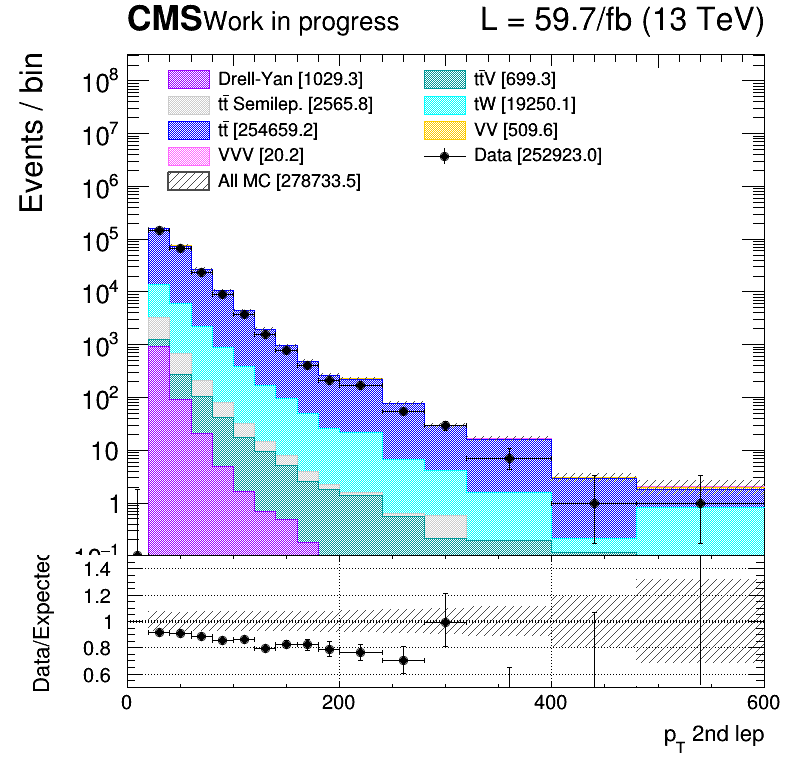 CMS Work in progress L = 59.7/fb (13 TeV)
Events / bin
Drell-Yan [1029.3] tt̄V [699.3]
tt̄ Semilep. [2565.8] tW [19250.1]
tt̄ [254659.2] VV [509.6]
VVV [20.2] Data [252923.0]
All MC [278733.5]
10⁸
10⁷
10⁶
10⁵
10⁴
10³
10²
10
1
10⁻¹
Data/Expected
1.4
1.2
1
0.8
0.6
0 200 400 600
p_T 2nd lep